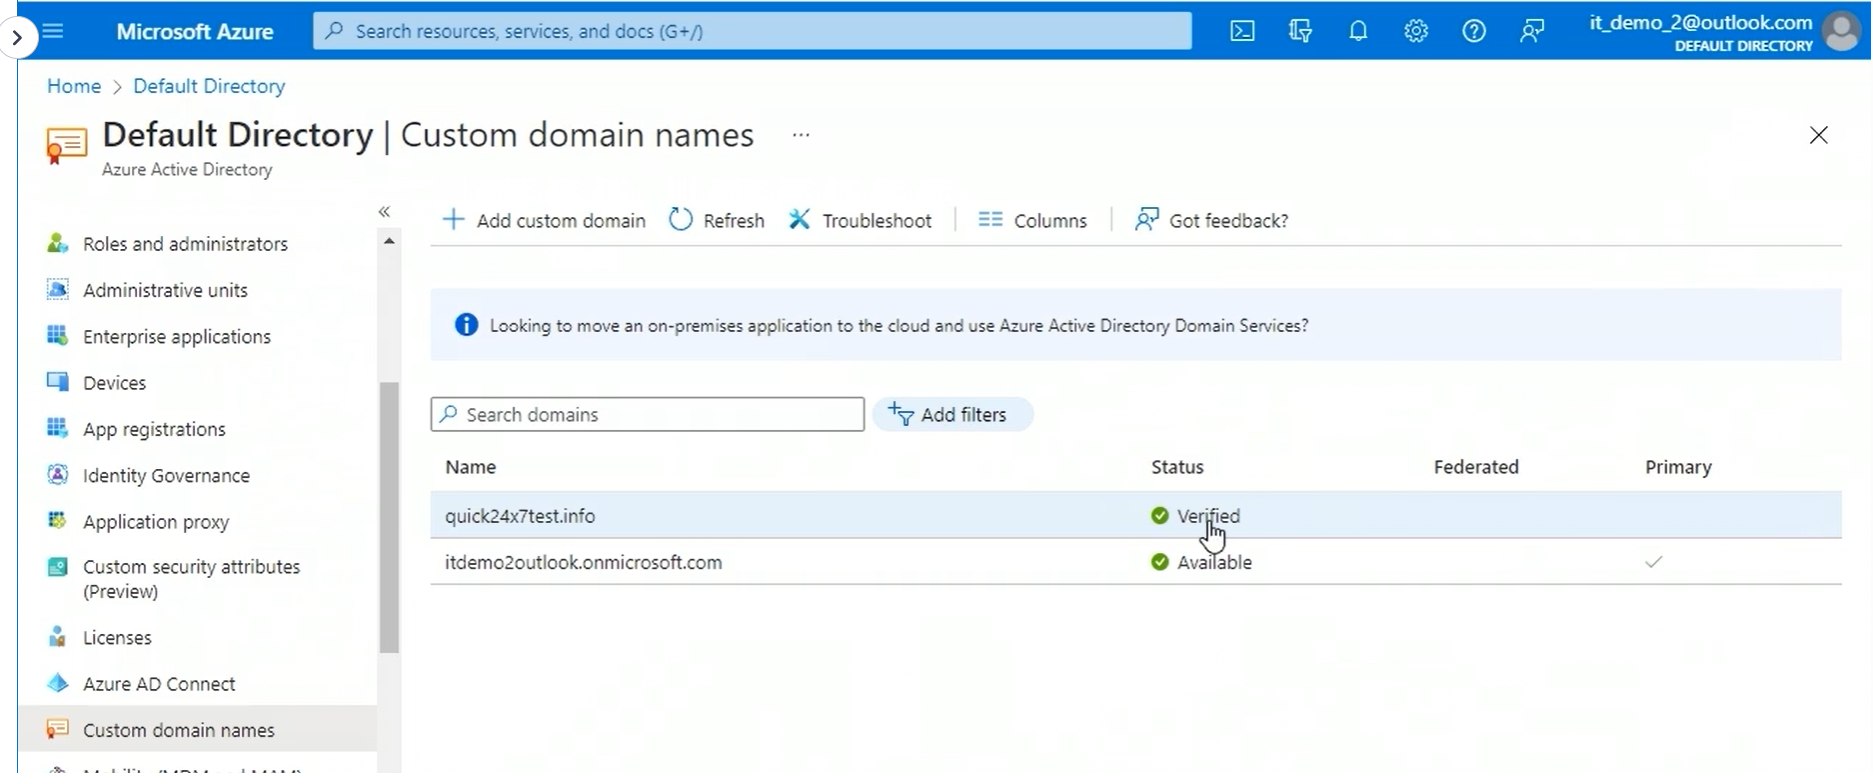 Microsoft Azure
Search resources, services, and docs (G+/)
it_demo_2@outlook.com
DEFAULT DIRECTORY
Home > Default Directory
Default Directory | Custom domain names ...
Azure Active Directory
Roles and administrators
Administrative units
Enterprise applications
Devices
App registrations
Identity Governance
Application proxy
Custom security attributes
(Preview)
Licenses
Azure AD Connect
Custom domain names
Add custom domain Refresh Troubleshoot Columns Got feedback?
Looking to move an on-premises application to the cloud and use Azure Active Directory Domain Services?
Search domains Add filters
Name Status Federated Primary
quick24x7test.info Verified
itdemo2outlook.onmicrosoft.com Available